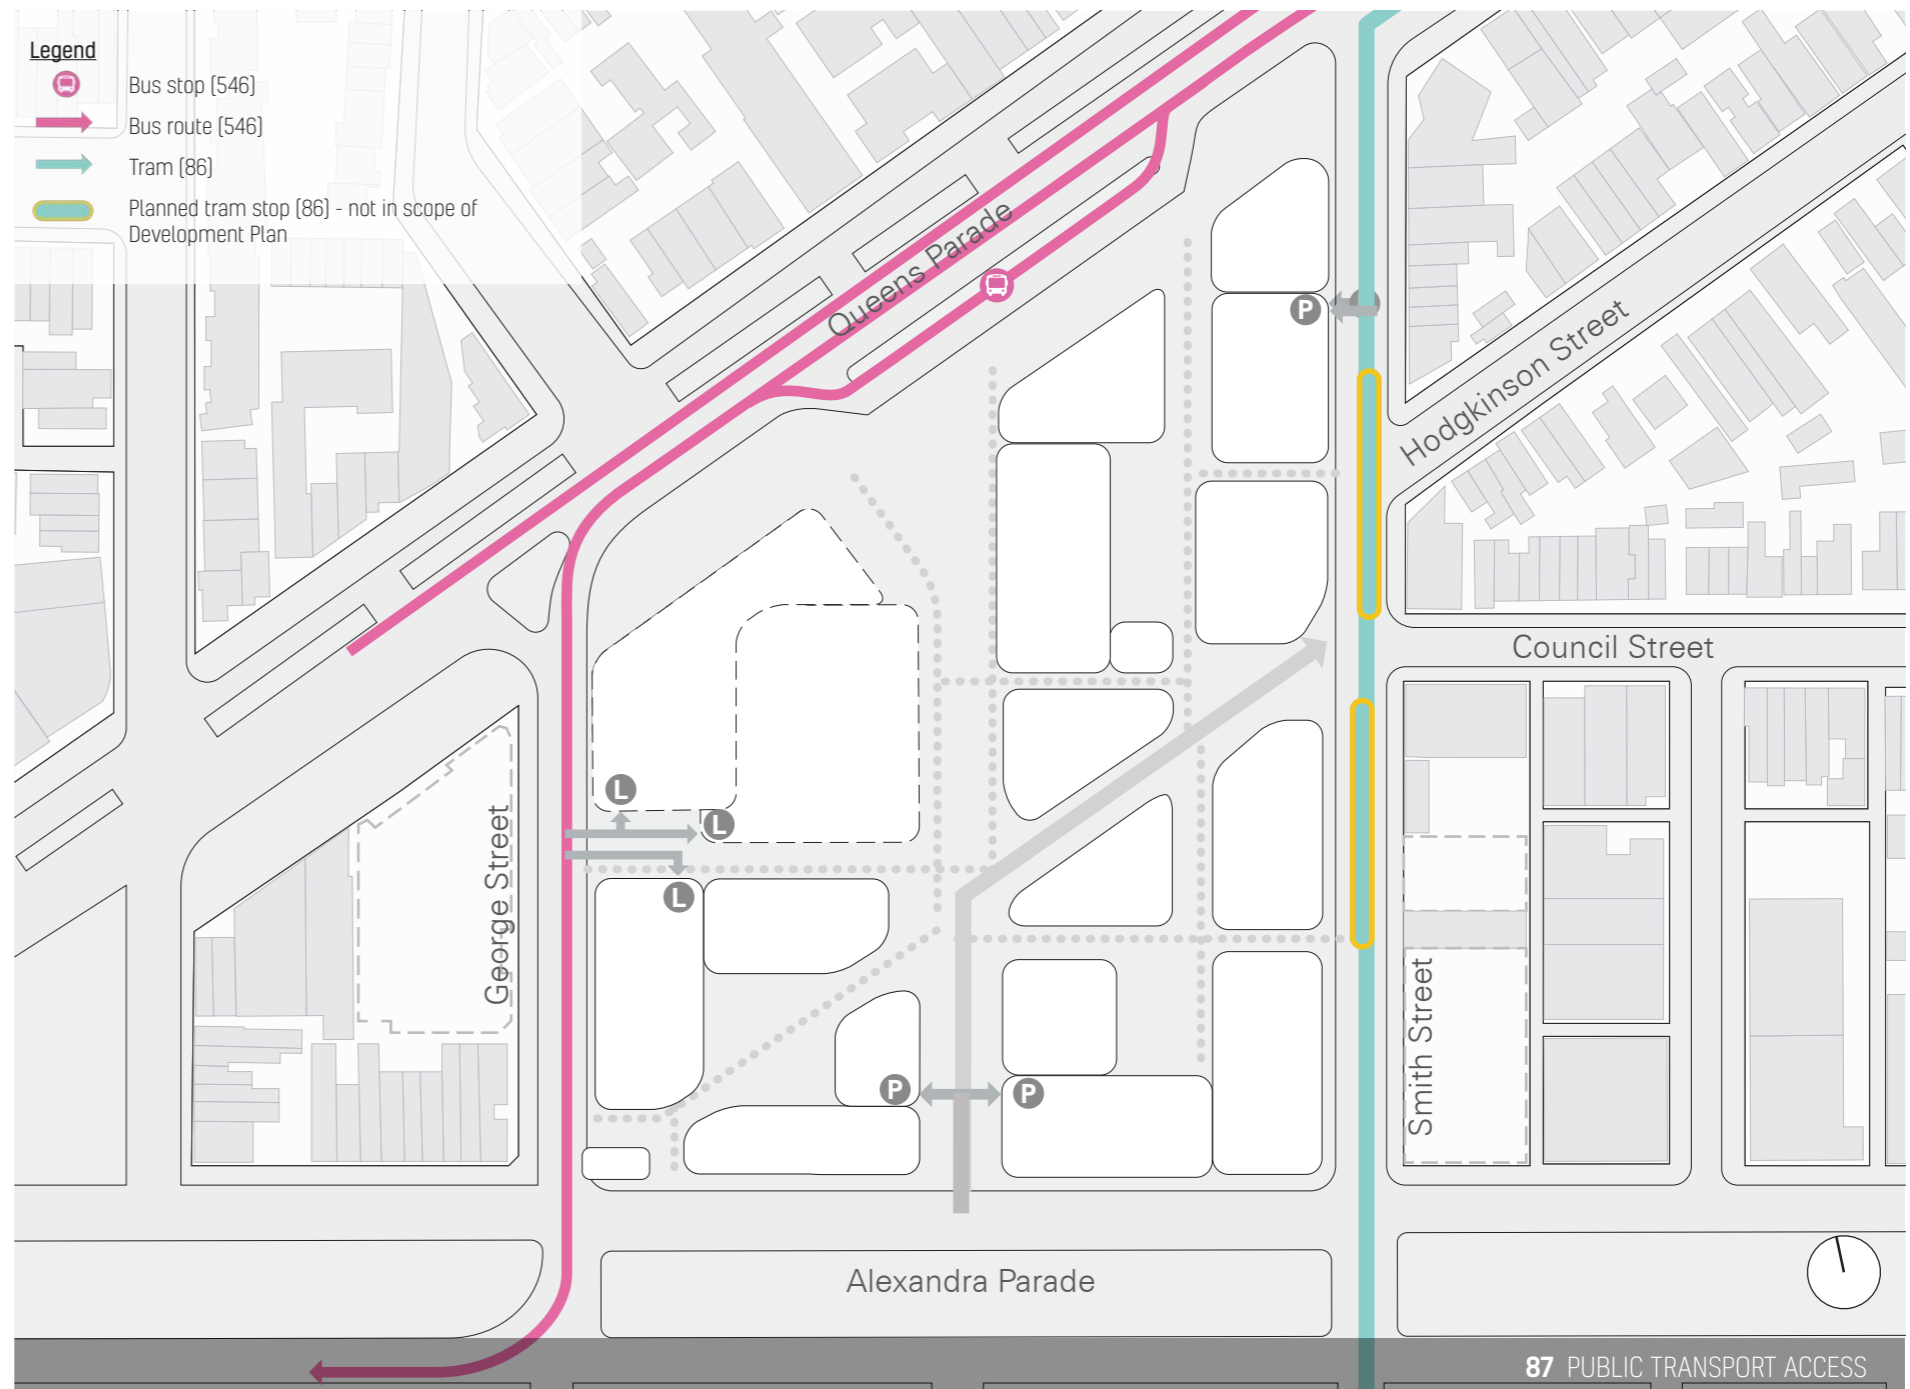 Legend
Bus stop (546)
Bus route (546)
Tram (86)
Planned tram stop (86) - not in scope of
Development Plan
Queens Parade
P
Hodgkinson Street
Council Street
L
L
George Street
L
Smith Street
P
P
Alexandra Parade
87 PUBLIC TRANSPORT ACCESS